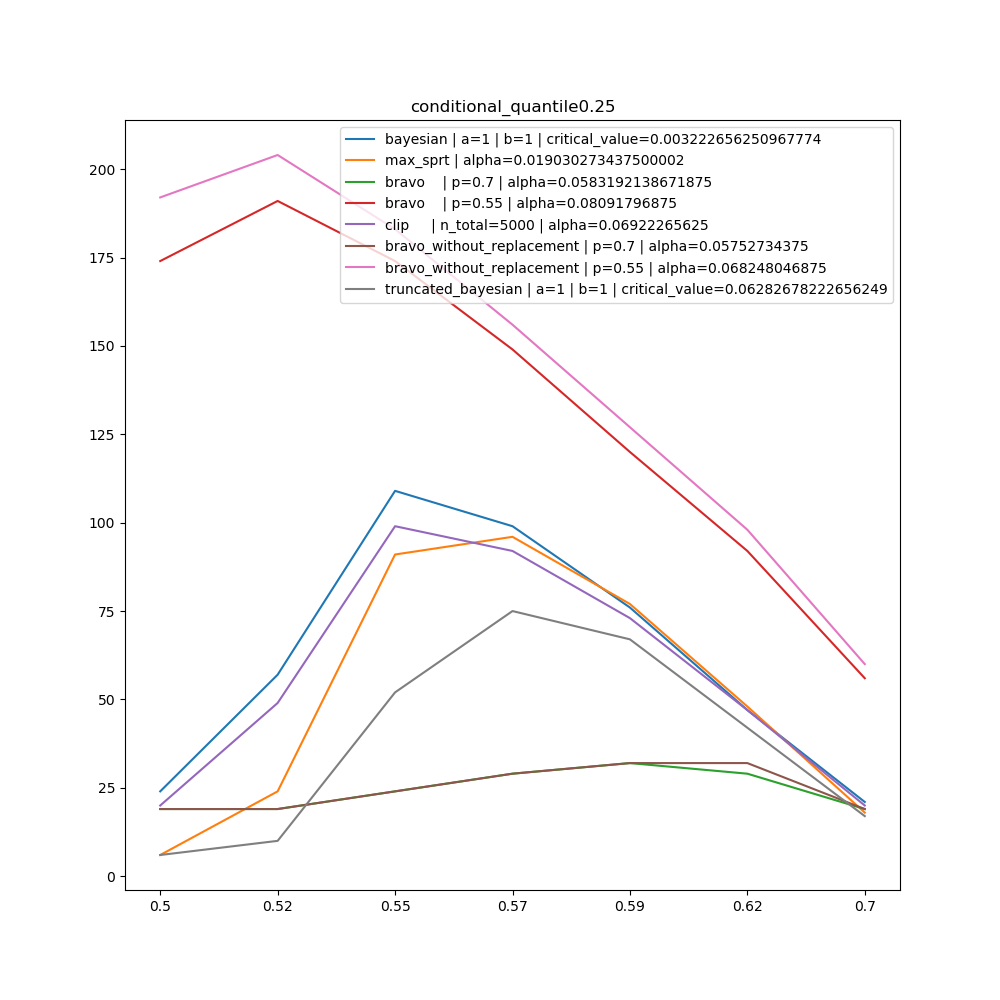 conditional_quantile0.25
bayesian | a=1 | b=1 | critical_value=0.003222656250967774
max_sprt | alpha=0.019030273437500002
bravo    | p=0.7 | alpha=0.0583192138671875
bravo    | p=0.55 | alpha=0.08091796875
clip     | n_total=5000 | alpha=0.06922265625
bravo_without_replacement | p=0.7 | alpha=0.05752734375
bravo_without_replacement | p=0.55 | alpha=0.068248046875
truncated_bayesian | a=1 | b=1 | critical_value=0.06282678222656249
200
175
150
125
100
75
50
25
0
0.5 0.52 0.55 0.57 0.59 0.62 0.7